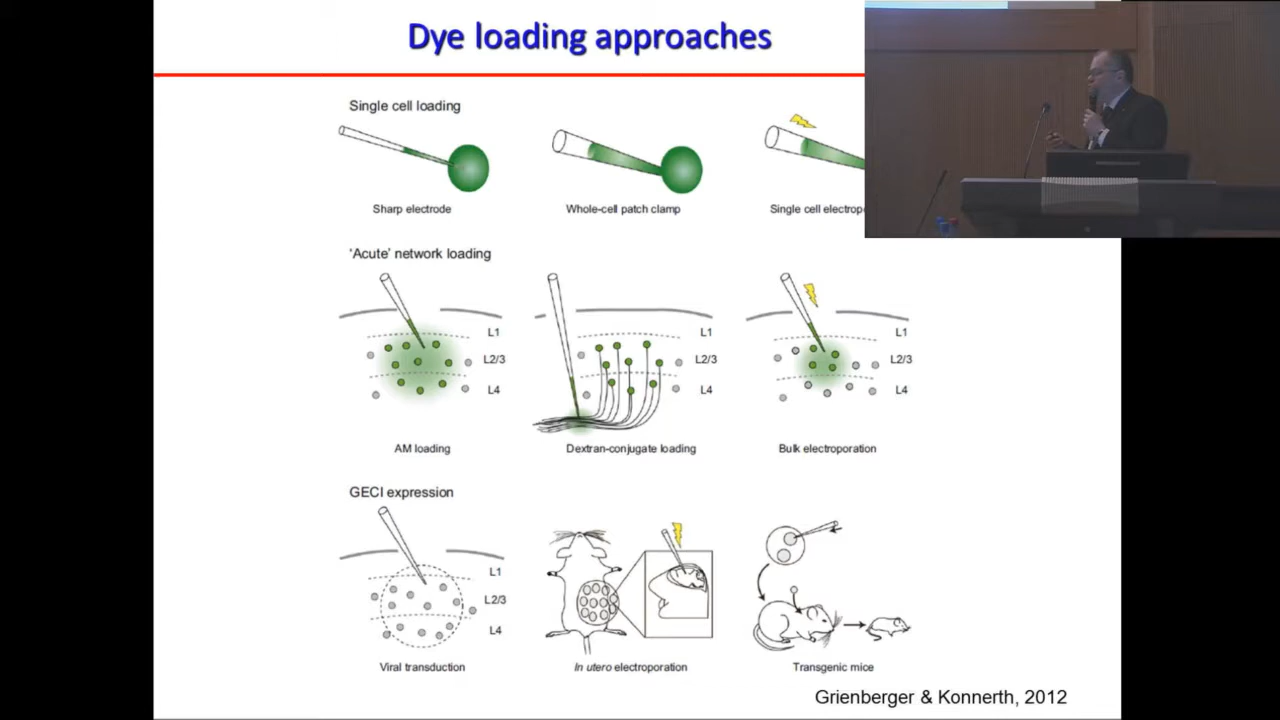 Dye loading approaches
Single cell loading
Sharp electrode
Whole-cell patch clamp
Single cell
'Acute' network loading
L1
L2/3
L4
L1
L2/3
L4
L1
L2/3
L4
AM loading
Dextran-conjugate loading
Bulk electroporation
GECI expression
L1
L2/3
L4
Viral transduction
In utero electroporation
Transgenic mice
Grienberger & Konnerth, 2012